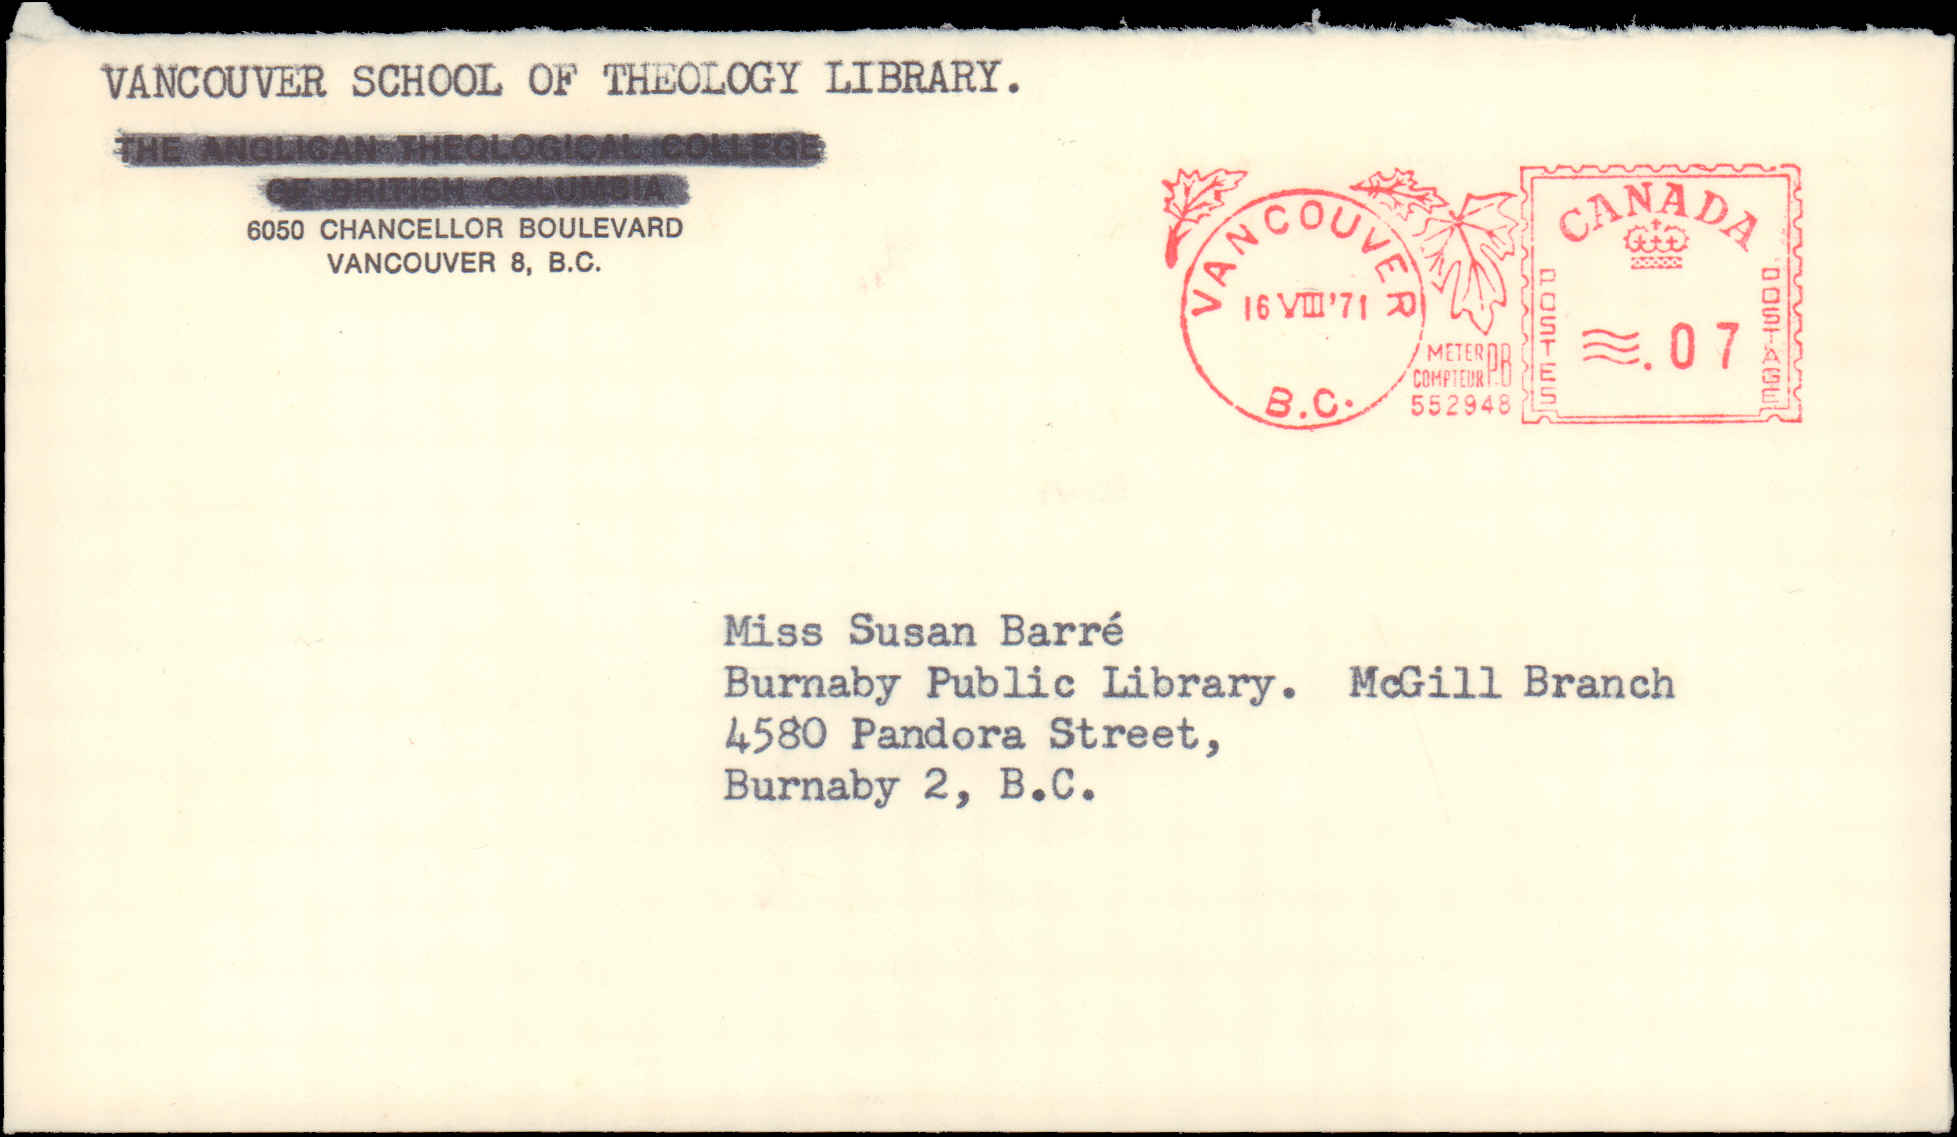 VANCOUVER SCHOOL OF THEOLOGY LIBRARY.
THE ANGLICAN THEOLOGICAL COLLEGE
OF BRITISH COLUMBIA
6050 CHANCELLOR BOULEVARD
VANCOUVER 8, B.C.
VANCOUVER
16 VIII '71
B.C.
METER
COMPTEUR
PB
552948
CANADA
POSTES
POSTAGE
.07
Miss Susan Barré
Burnaby Public Library. McGill Branch
4580 Pandora Street,
Burnaby 2, B.C.